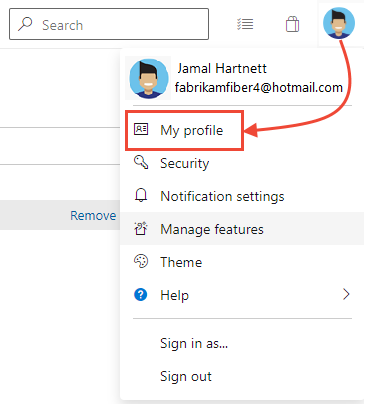 Search
Jamal Hartnett
fabrikamfiber4@hotmail.com
My profile
Security
Remove
Notification settings
Manage features
Theme
Help
Sign in as...
Sign out